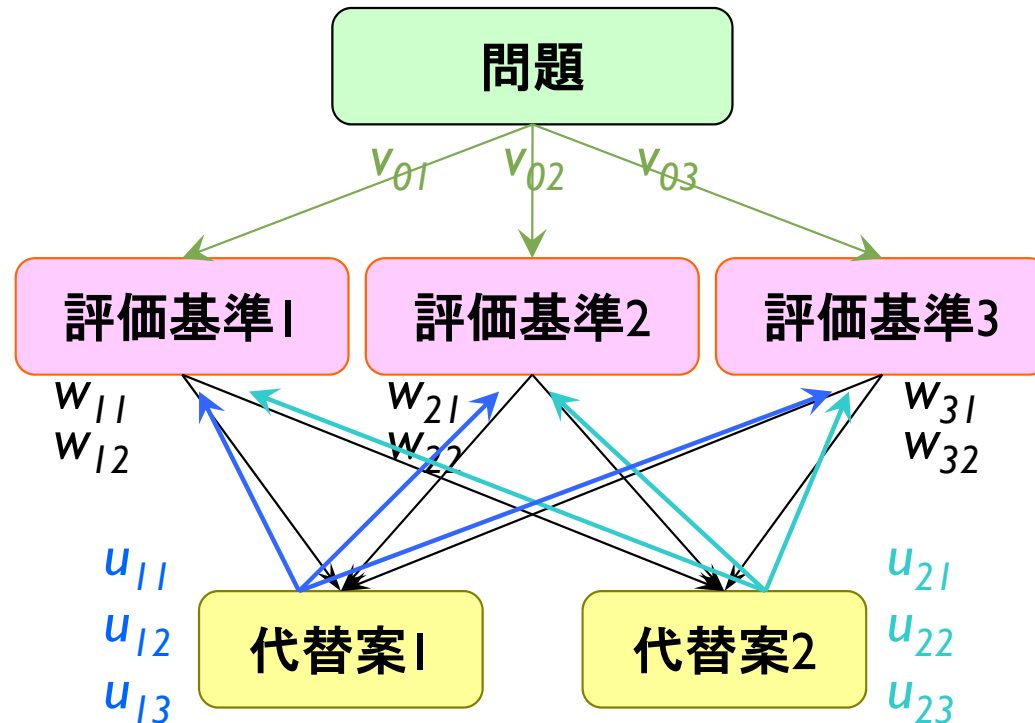 問題
v01 v02 v03
評価基準1 評価基準2 評価基準3
w11 w21 w31
w12 w22 w32
u11 u21
代替案1 代替案2
u12 u22
u13 u23